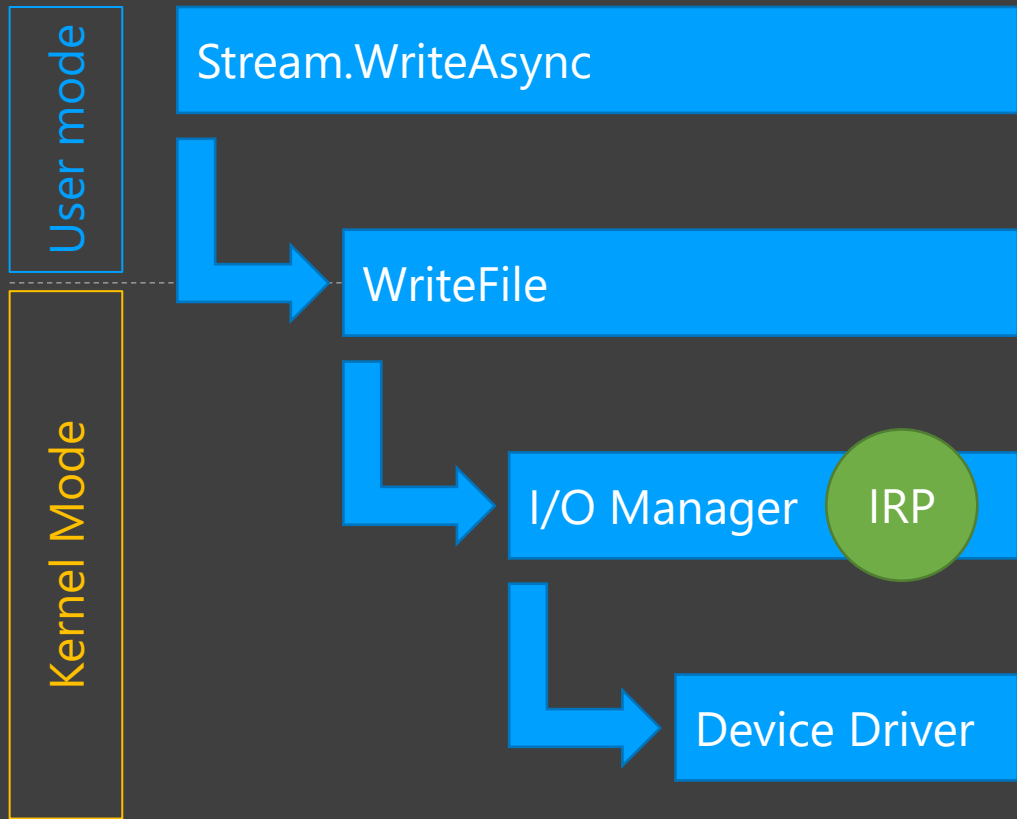 User mode
Stream.WriteAsync
WriteFile
Kernel Mode
I/O Manager
IRP
Device Driver